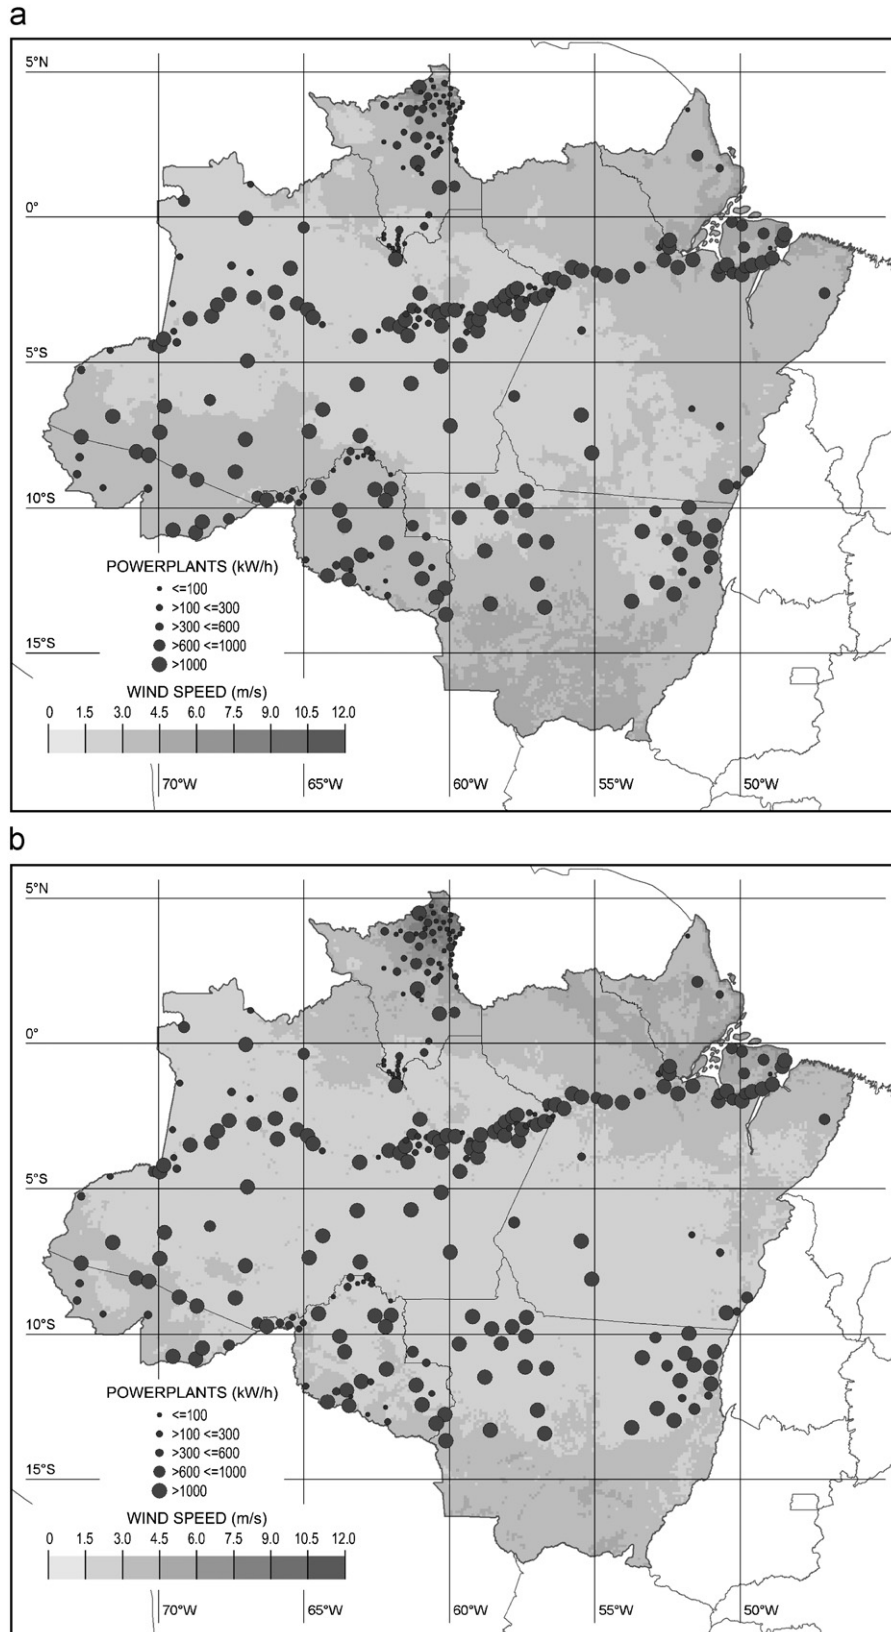 a
5°N
0°
5°S
10°S
POWERPLANTS (kW/h)
<=100
>100 <=300
>300 <=600
>600 <=1000
>1000
15°S
WIND SPEED (m/s)
0 1.5 3.0 4.5 6.0 7.5 9.0 10.5 12.0
70°W 65°W 60°W 55°W 50°W
b
5°N
0°
5°S
10°S
POWERPLANTS (kW/h)
<=100
>100 <=300
>300 <=600
>600 <=1000
>1000
15°S
WIND SPEED (m/s)
0 1.5 3.0 4.5 6.0 7.5 9.0 10.5 12.0
70°W 65°W 60°W 55°W 50°W